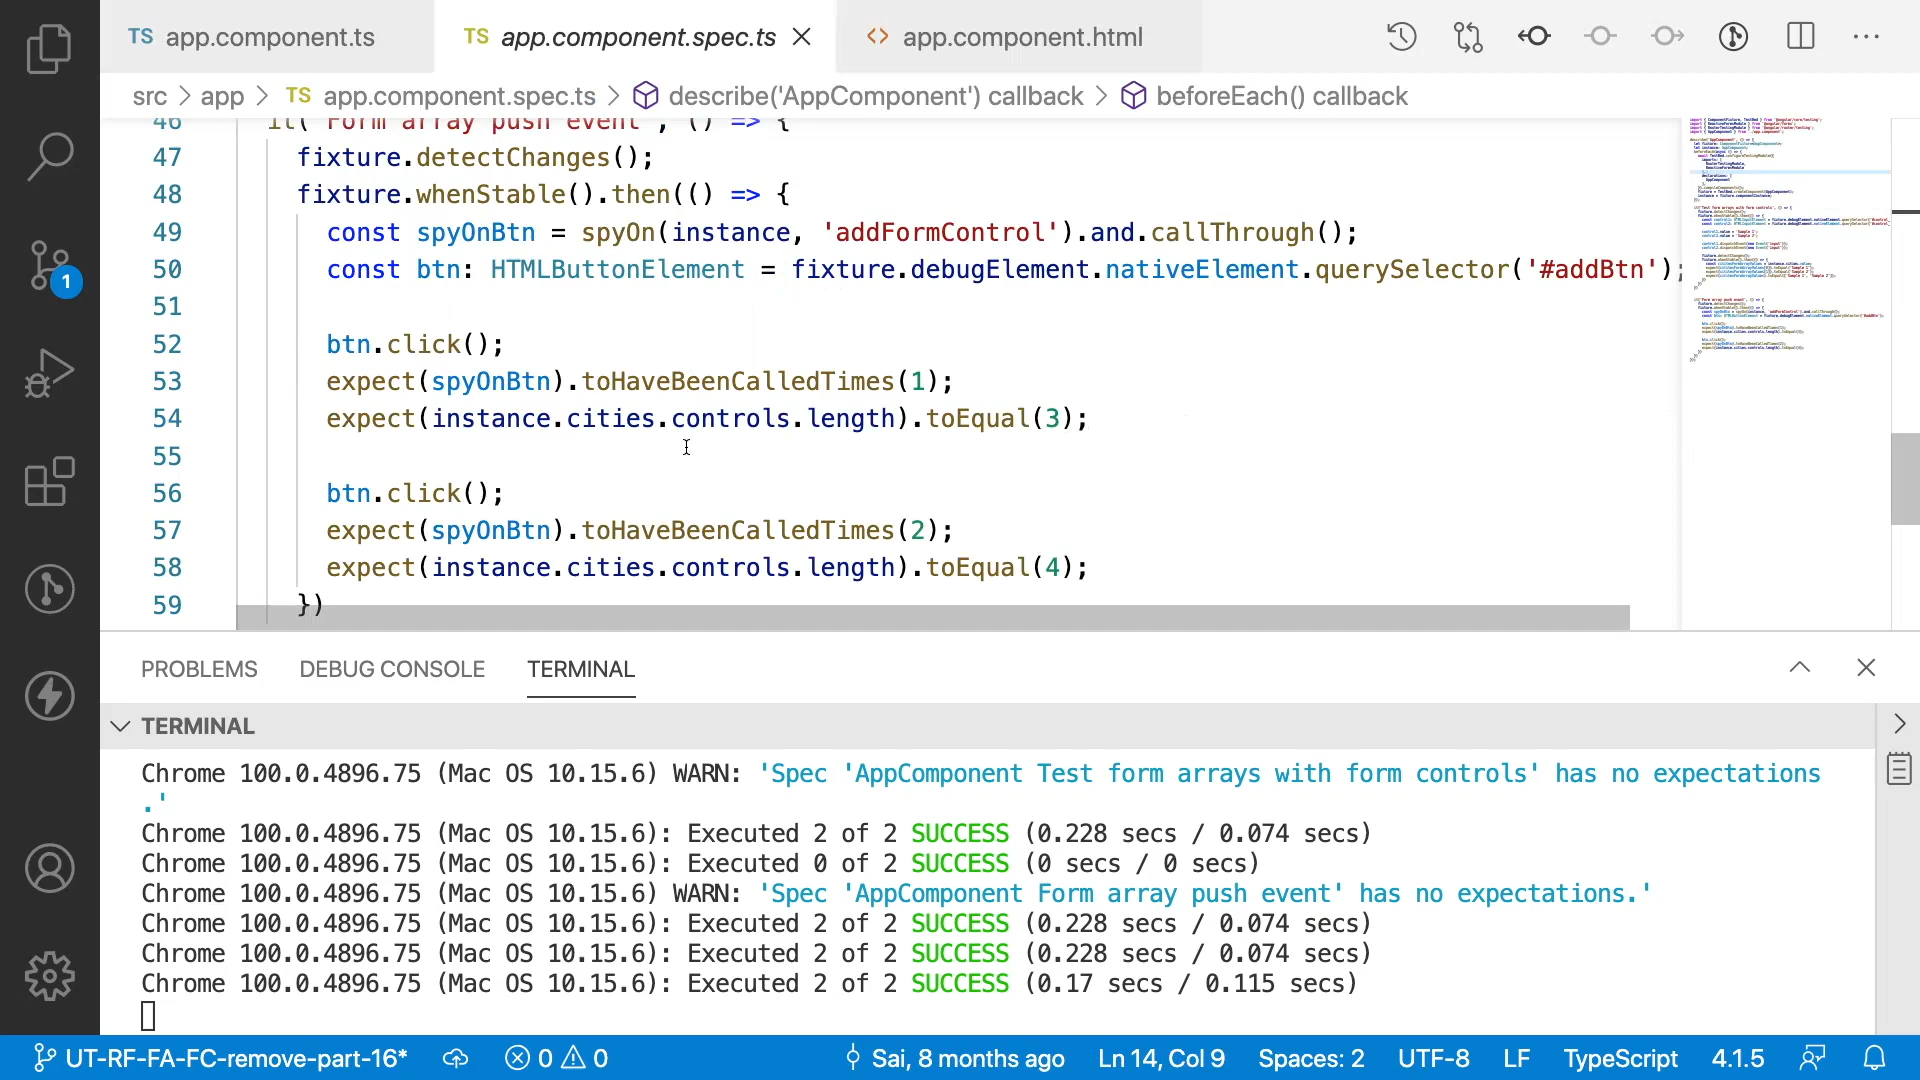 TS app.component.ts TS app.component.spec.ts <> app.component.html
src > app > TS app.component.spec.ts > describe('AppComponent') callback > beforeEach() callback
46 it('Form array push event', () => {
47 fixture.detectChanges();
48 fixture.whenStable().then(() => {
49 const spyOnBtn = spyOn(instance, 'addFormControl').and.callThrough();
50 const btn: HTMLButtonElement = fixture.debugElement.nativeElement.querySelector('#addBtn');
51
52 btn.click();
53 expect(spyOnBtn).toHaveBeenCalledTimes(1);
54 expect(instance.cities.controls.length).toEqual(3);
55
56 btn.click();
57 expect(spyOnBtn).toHaveBeenCalledTimes(2);
58 expect(instance.cities.controls.length).toEqual(4);
59 })
PROBLEMS DEBUG CONSOLE TERMINAL
TERMINAL
Chrome 100.0.4896.75 (Mac OS 10.15.6) WARN: 'Spec 'AppComponent Test form arrays with form controls' has no expectations
.'
Chrome 100.0.4896.75 (Mac OS 10.15.6): Executed 2 of 2 SUCCESS (0.228 secs / 0.074 secs)
Chrome 100.0.4896.75 (Mac OS 10.15.6): Executed 0 of 2 SUCCESS (0 secs / 0 secs)
Chrome 100.0.4896.75 (Mac OS 10.15.6) WARN: 'Spec 'AppComponent Form array push event' has no expectations.'
Chrome 100.0.4896.75 (Mac OS 10.15.6): Executed 2 of 2 SUCCESS (0.228 secs / 0.074 secs)
Chrome 100.0.4896.75 (Mac OS 10.15.6): Executed 2 of 2 SUCCESS (0.228 secs / 0.074 secs)
Chrome 100.0.4896.75 (Mac OS 10.15.6): Executed 2 of 2 SUCCESS (0.17 secs / 0.115 secs)
1
UT-RF-FA-FC-remove-part-16* 0 0 Sai, 8 months ago Ln 14, Col 9 Spaces: 2 UTF-8 LF TypeScript 4.1.5